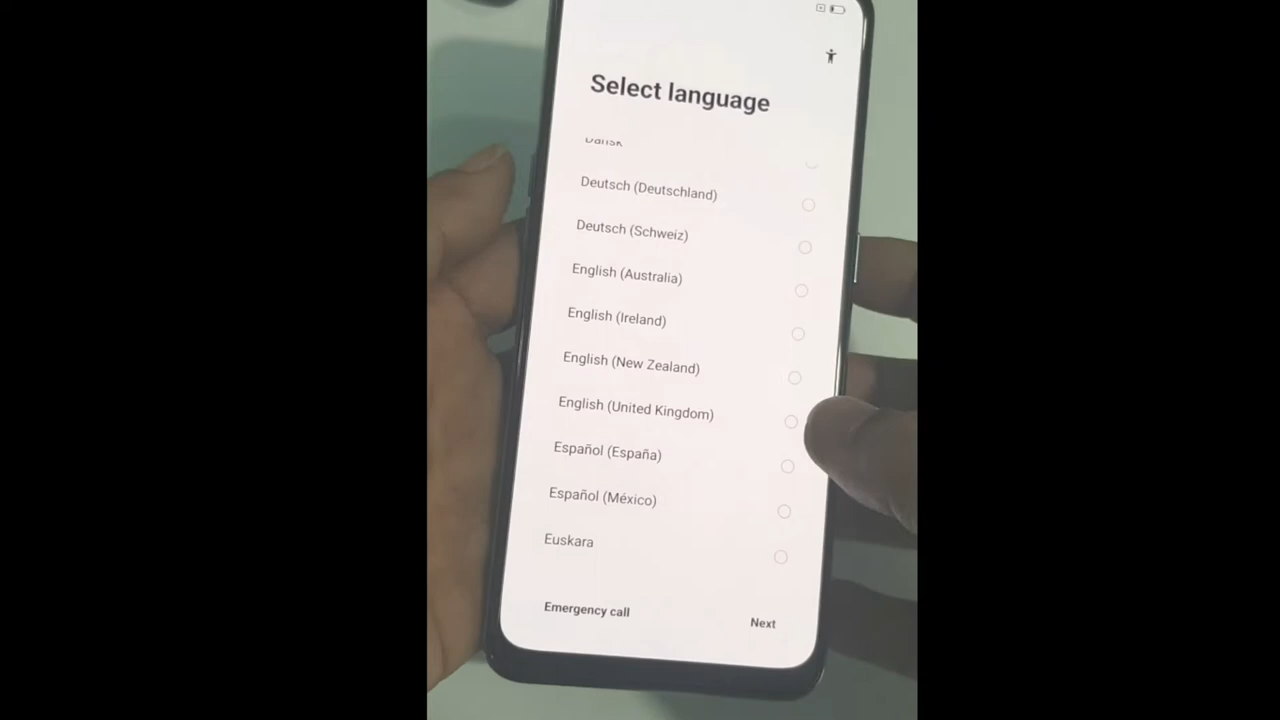 Select language
Dansk
Deutsch (Deutschland)
Deutsch (Schweiz)
English (Australia)
English (Ireland)
English (New Zealand)
English (United Kingdom)
Español (España)
Español (México)
Euskara
Emergency call
Next